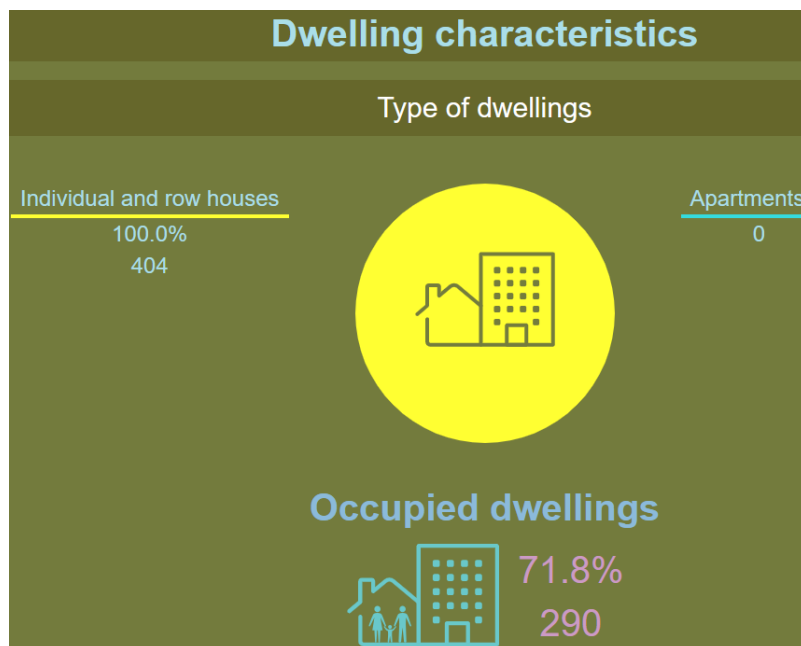 Dwelling characteristics
Type of dwellings
Individual and row houses
100.0%
404
Apartments
0
Occupied dwellings
71.8%
290